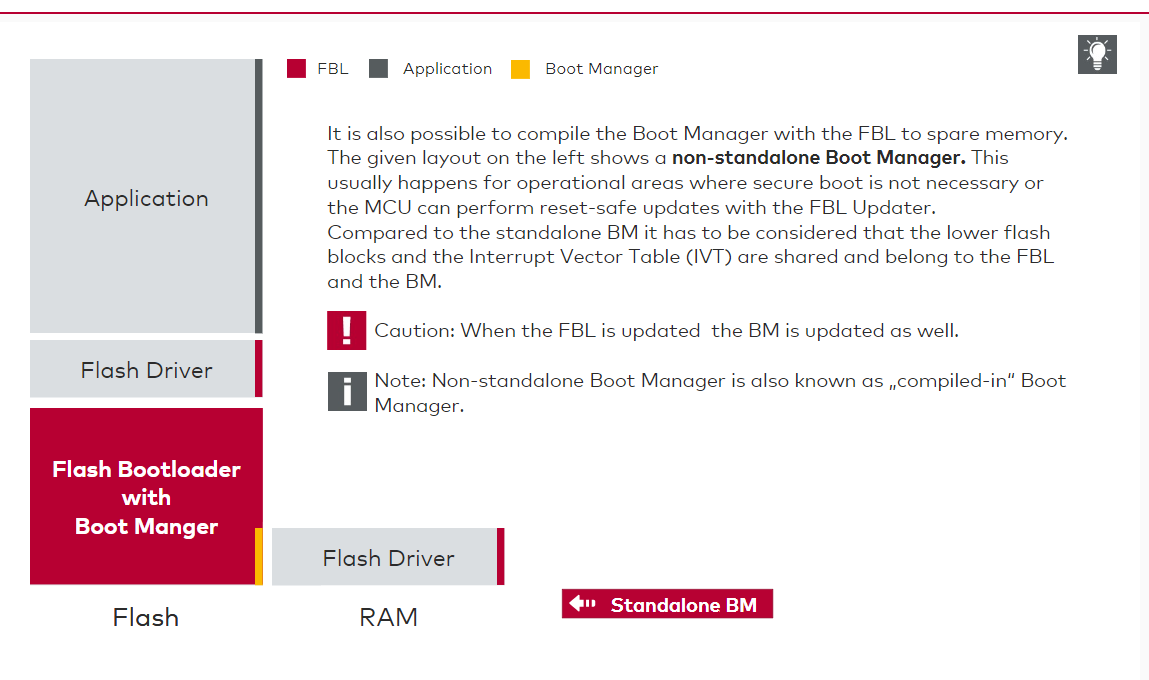 FBL Application Boot Manager
It is also possible to compile the Boot Manager with the FBL to spare memory.
The given layout on the left shows a non-standalone Boot Manager. This
usually happens for operational areas where secure boot is not necessary or
the MCU can perform reset-safe updates with the FBL Updater.
Compared to the standalone BM it has to be considered that the lower flash
blocks and the Interrupt Vector Table (IVT) are shared and belong to the FBL
and the BM.
! Caution: When the FBL is updated  the BM is updated as well.
i Note: Non-standalone Boot Manager is also known as „compiled-in" Boot
Manager.
Application
Flash Driver
Flash Bootloader
with
Boot Manger
Flash
Flash Driver
RAM
Standalone BM